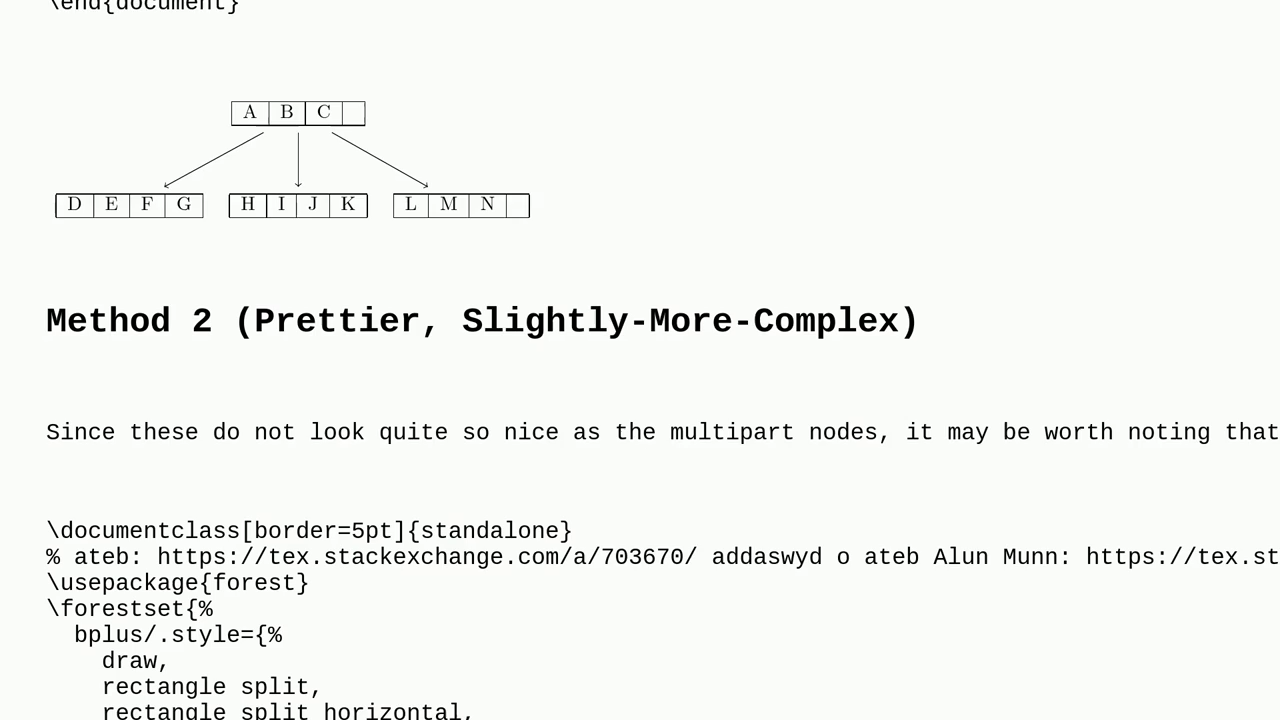 \end{document}
A B C
D E F G H I J K L M N
Method 2 (Prettier, Slightly-More-Complex)
Since these do not look quite so nice as the multipart nodes, it may be worth noting that
\documentclass[border=5pt]{standalone}
% ateb: https://tex.stackexchange.com/a/703670/ addaswyd o ateb Alun Munn: https://tex.st
\usepackage{forest}
\forestset{%
bplus/.style={%
draw,
rectangle split,
rectangle split horizontal,